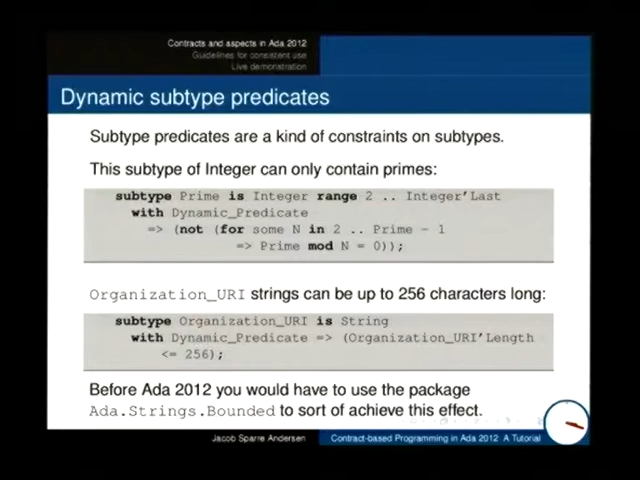 Contracts and aspects in Ada 2012
Guidelines for consistent use
Live demonstration
Dynamic subtype predicates
Subtype predicates are a kind of constraints on subtypes.
This subtype of Integer can only contain primes:
subtype Prime is Integer range 2 .. Integer'Last
with Dynamic_Predicate
=> (not (for some N in 2 .. Prime - 1
=> Prime mod N = 0));
Organization_URI strings can be up to 256 characters long:
subtype Organization_URI is String
with Dynamic_Predicate => (Organization_URI'Length
<= 256);
Before Ada 2012 you would have to use the package
Ada.Strings.Bounded to sort of achieve this effect.
Jacob Sparre Andersen
Contract-based Programming in Ada 2012 A Tutorial